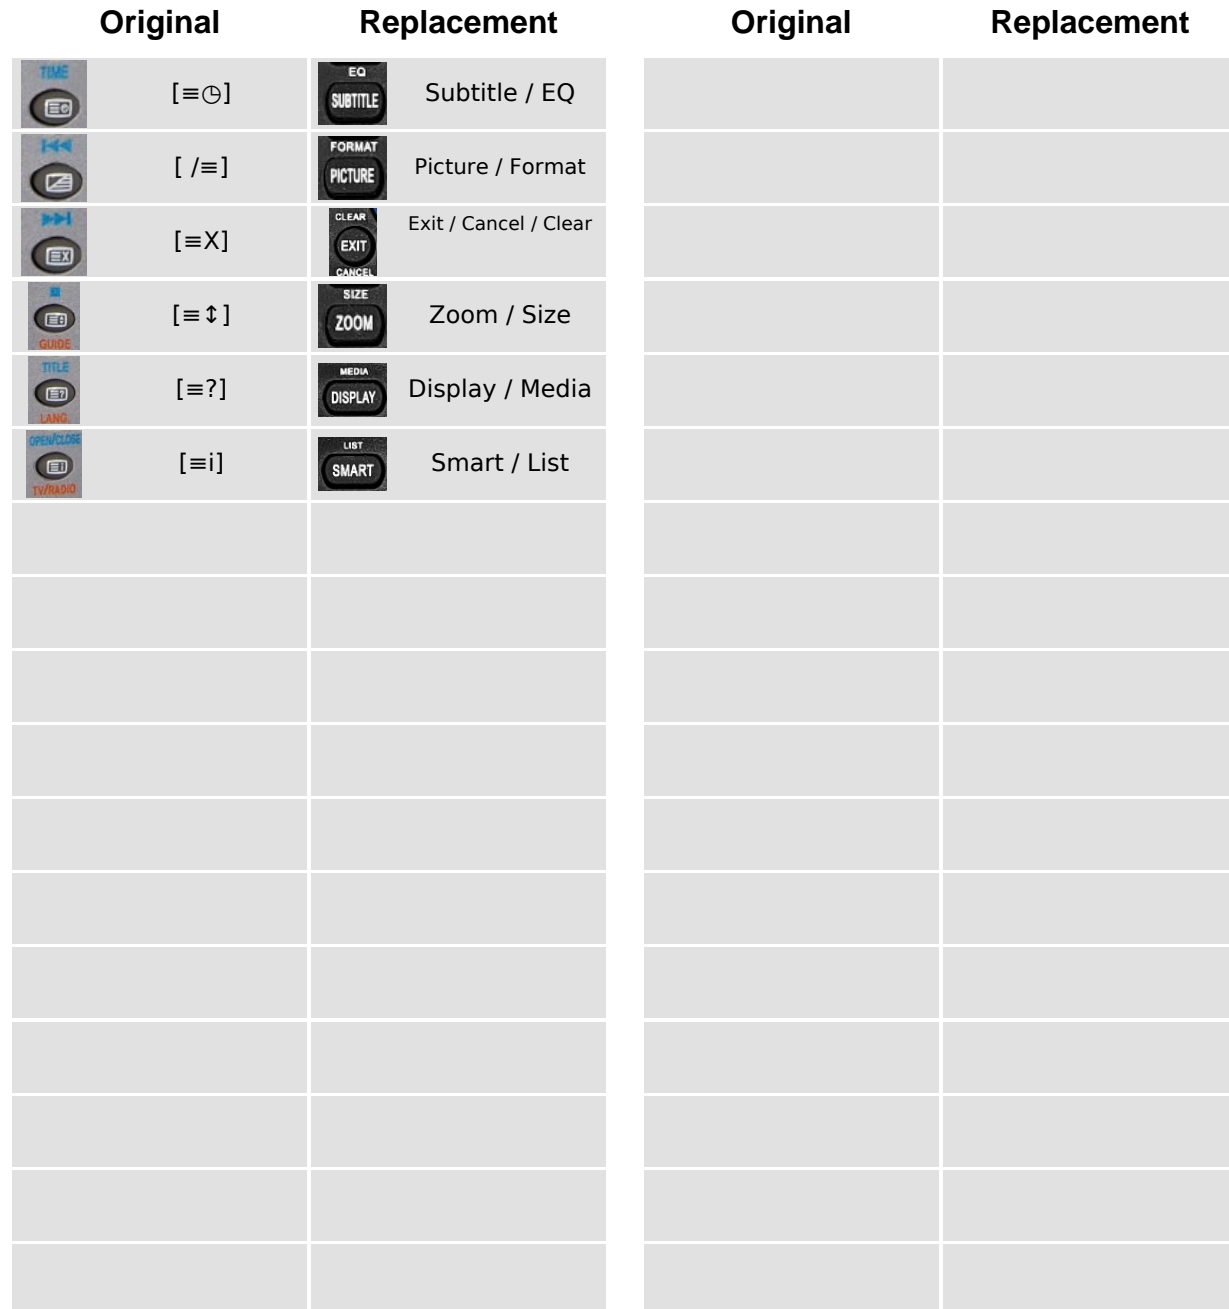 Original Replacement Original Replacement
TIME [≡◷] EQ SUBTITLE Subtitle / EQ
[ /≡] FORMAT PICTURE Picture / Format
[≡X] CLEAR EXIT CANCEL Exit / Cancel / Clear
GUIDE [≡↕] SIZE ZOOM Zoom / Size
TITLE LANG. [≡?] MEDIA DISPLAY Display / Media
OPEN/CLOSE TV/RADIO [≡i] LIST SMART Smart / List